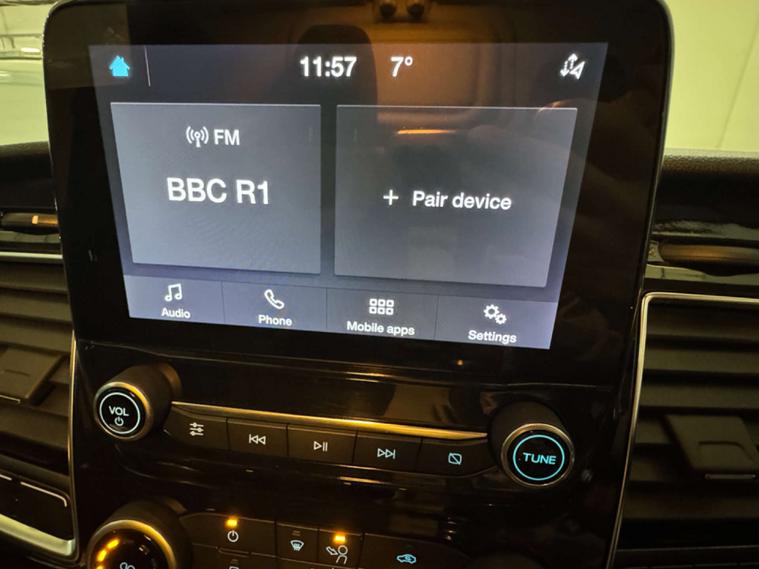 11:57 7°
FM
BBC R1
+ Pair device
Audio
Phone
Mobile apps
Settings
VOL
TUNE